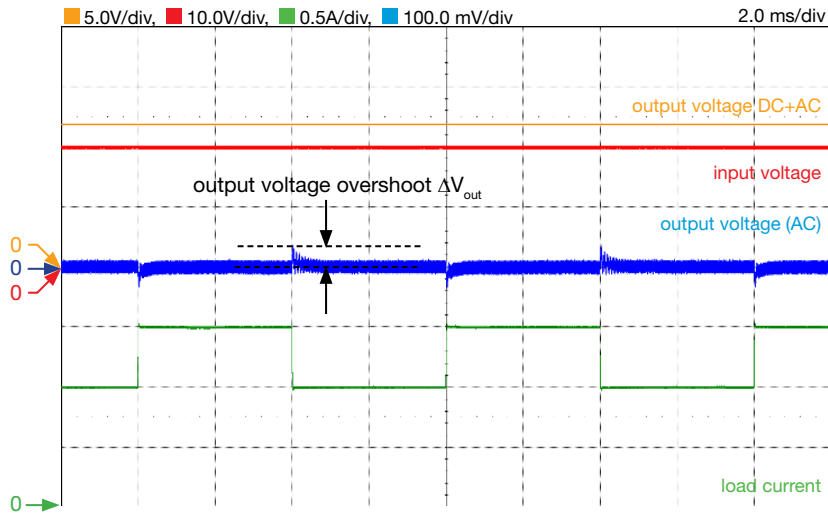 5.0V/div, 10.0V/div, 0.5A/div, 100.0 mV/div 2.0 ms/div
output voltage DC+AC
input voltage
output voltage overshoot ΔVout
output voltage (AC)
0
0
0
load current
0